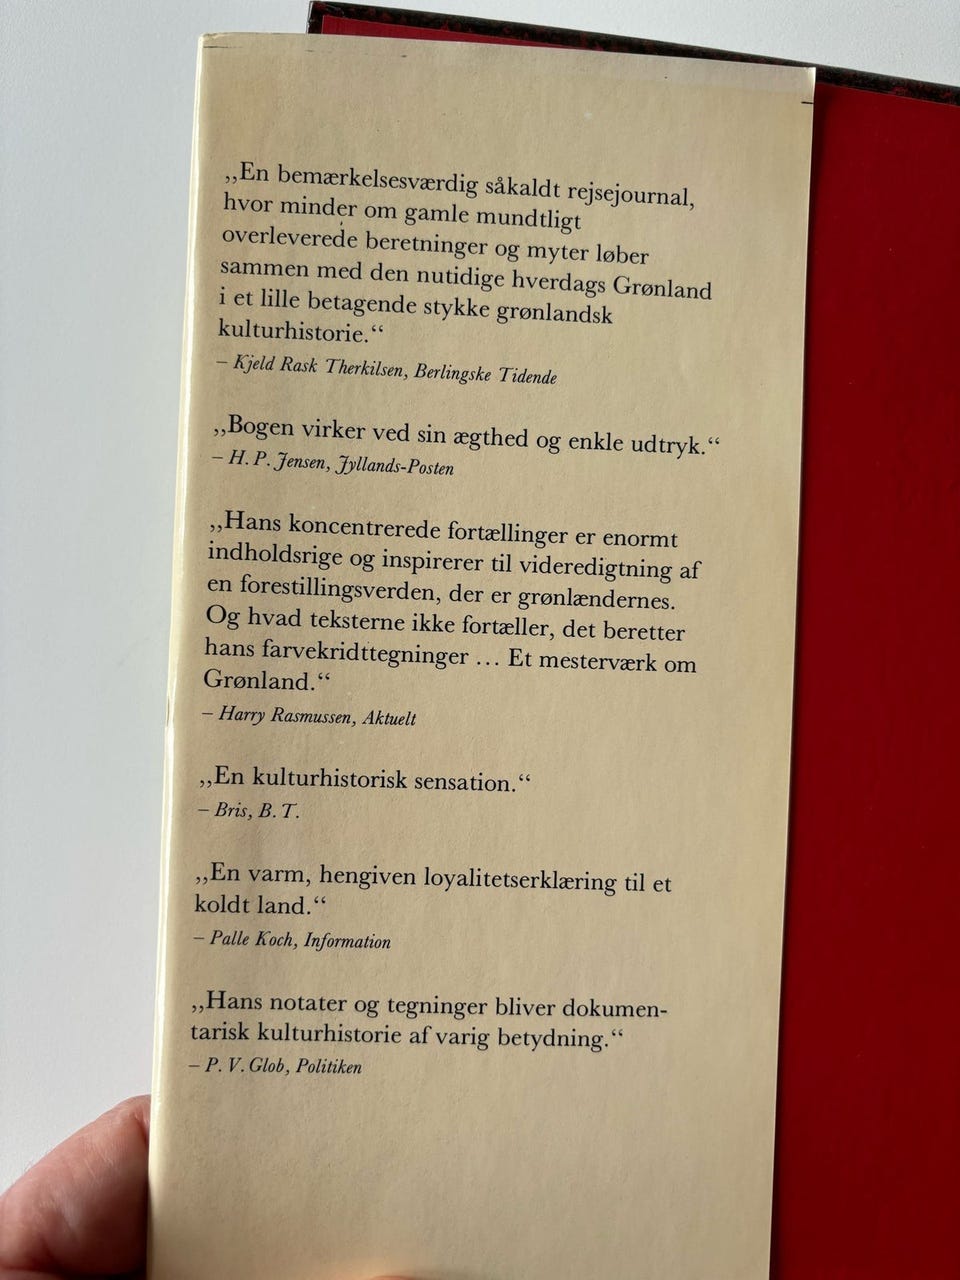 „En bemærkelsesværdig såkaldt rejsejournal,
hvor minder om gamle mundtligt
overleverede beretninger og myter løber
sammen med den nutidige hverdags Grønland
i et lille betagende stykke grønlandsk
kulturhistorie.“
– Kjeld Rask Therkilsen, Berlingske Tidende
„Bogen virker ved sin ægthed og enkle udtryk.“
– H. P. Jensen, Jyllands-Posten
„Hans koncentrerede fortællinger er enormt
indholdsrige og inspirerer til videredigtning af
en forestillingsverden, der er grønlændernes.
Og hvad teksterne ikke fortæller, det beretter
hans farvekridttegninger ... Et mesterværk om
Grønland.“
– Harry Rasmussen, Aktuelt
„En kulturhistorisk sensation.“
– Bris, B. T.
„En varm, hengiven loyalitetserklæring til et
koldt land.“
– Palle Koch, Information
„Hans notater og tegninger bliver dokumen-
tarisk kulturhistorie af varig betydning.“
– P. V. Glob, Politiken